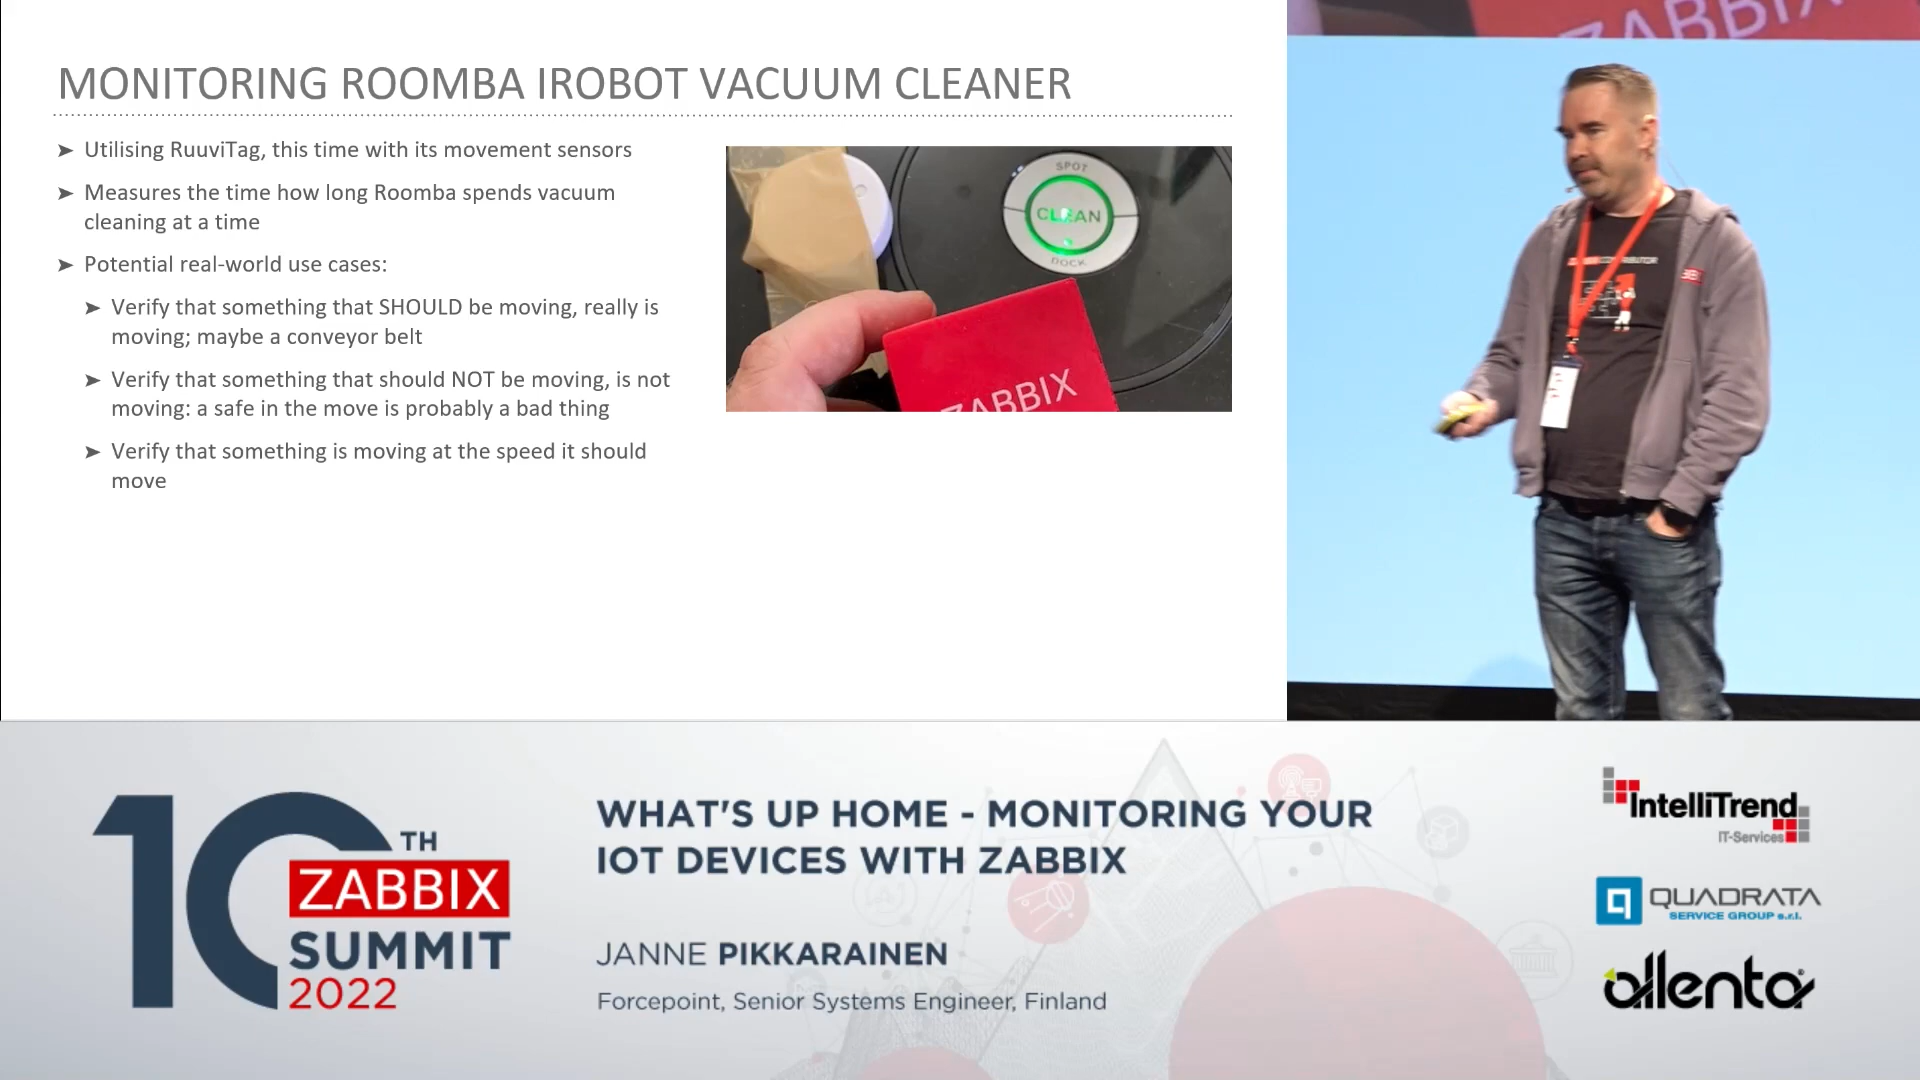 MONITORING ROOMBA IROBOT VACUUM CLEANER
➤ Utilising RuuviTag, this time with its movement sensors
➤ Measures the time how long Roomba spends vacuum
cleaning at a time
➤ Potential real-world use cases:
➤ Verify that something that SHOULD be moving, really is
moving; maybe a conveyor belt
➤ Verify that something that should NOT be moving, is not
moving: a safe in the move is probably a bad thing
➤ Verify that something is moving at the speed it should
move
SPOT
CLEAN
DOCK
ZABBIX
ZABBIX
10TH
ZABBIX
SUMMIT
2022
WHAT'S UP HOME - MONITORING YOUR
IOT DEVICES WITH ZABBIX
JANNE PIKKARAINEN
Forcepoint, Senior Systems Engineer, Finland
IntelliTrend
IT-Services
QUADRATA
SERVICE GROUP s.r.l.
allenta